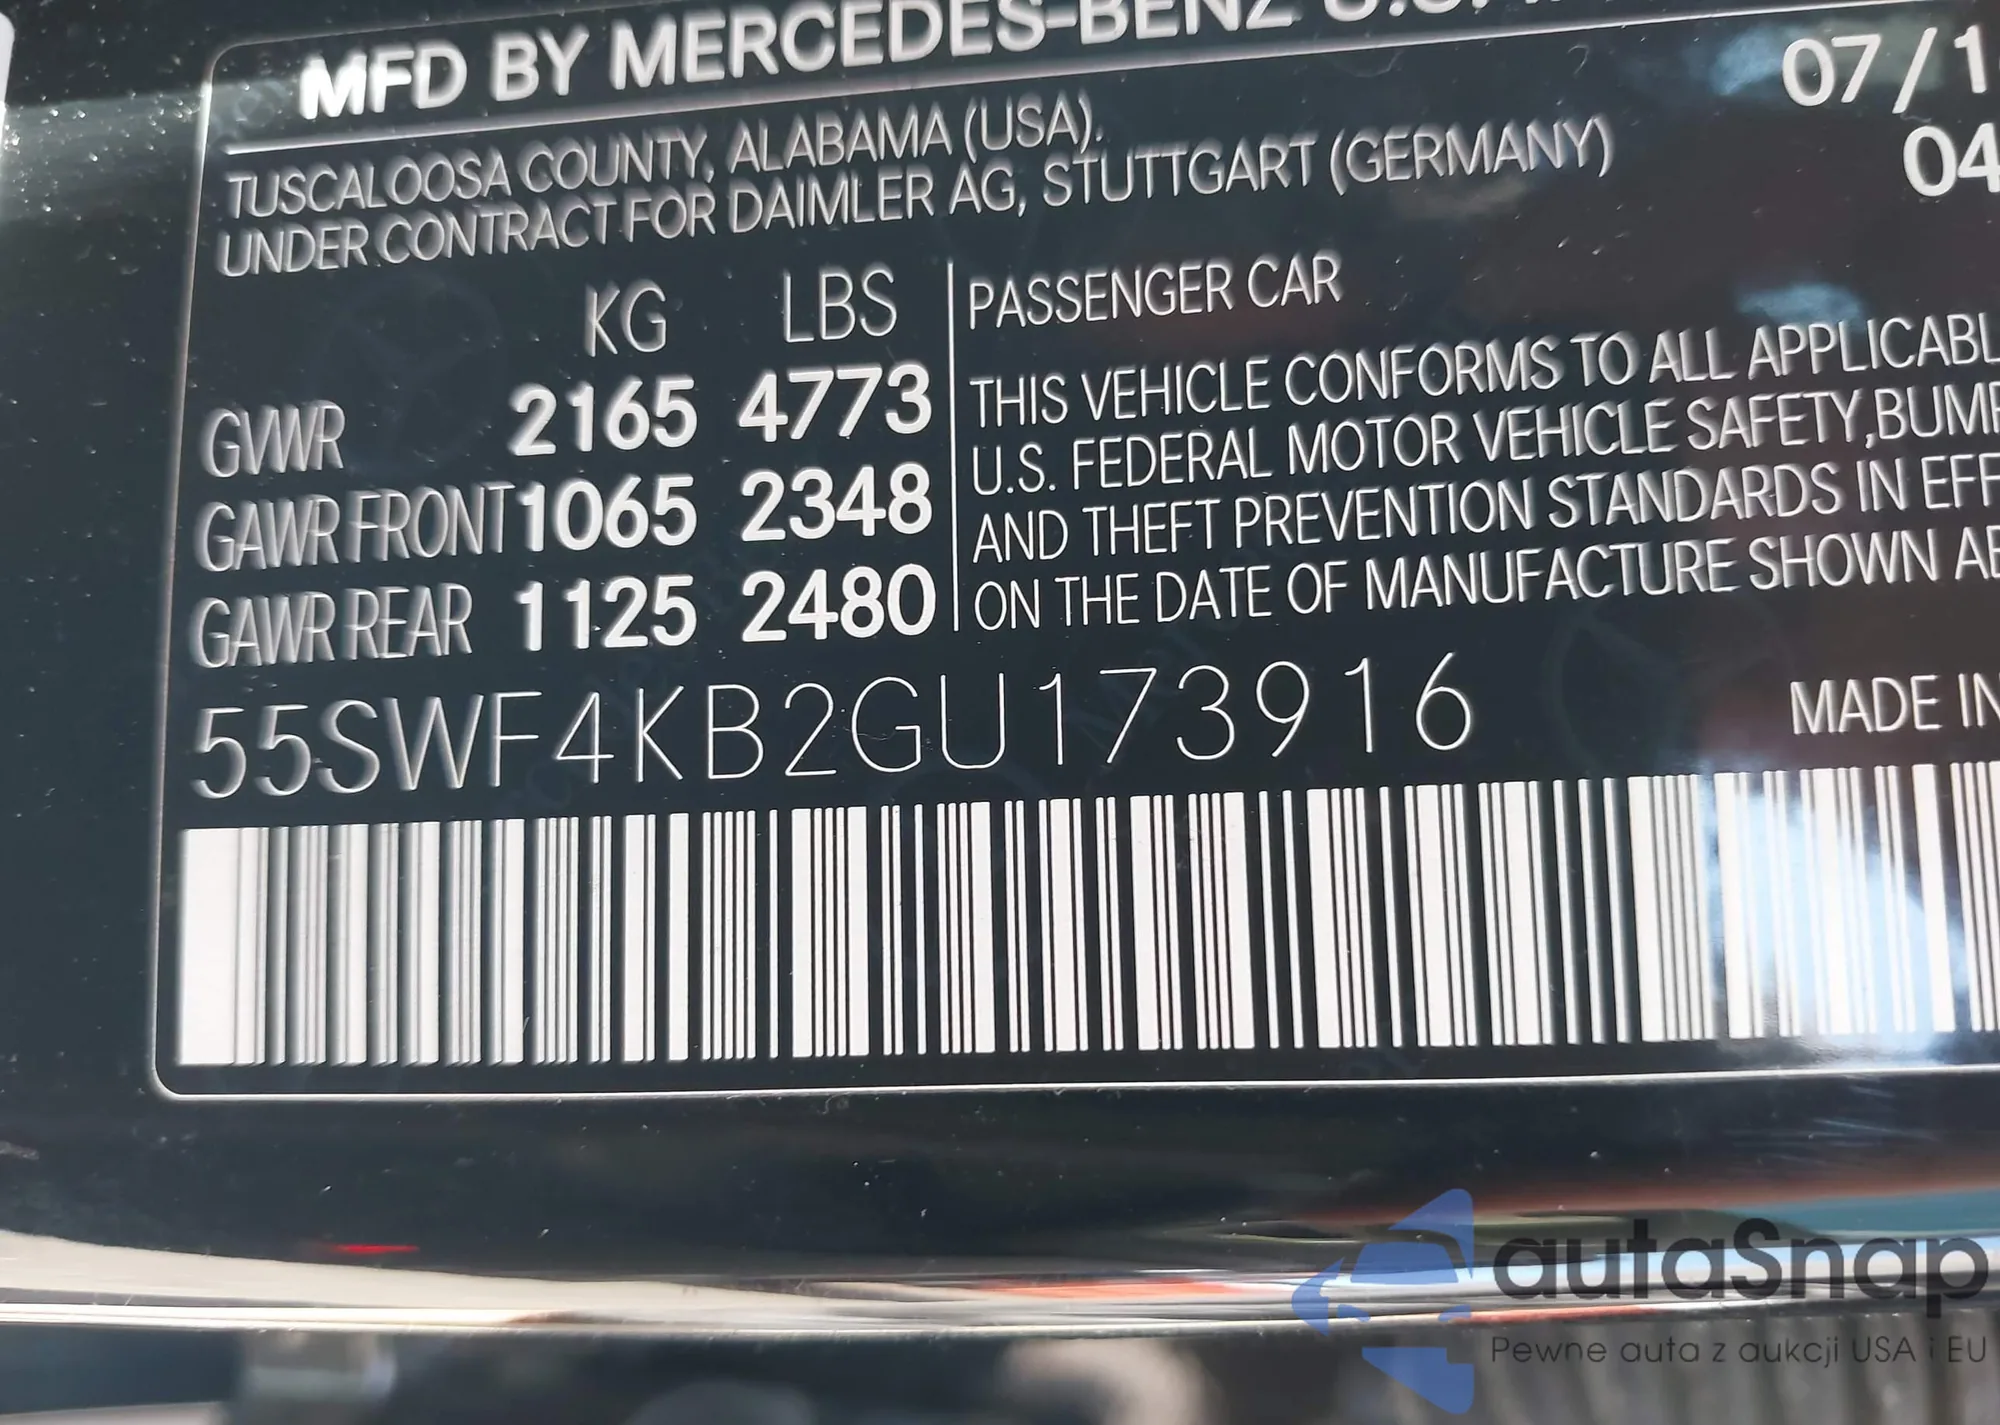 MFD BY MERCEDES-BENZ U.S.
07/1
TUSCALOOSA COUNTY, ALABAMA (USA).
04
UNDER CONTRACT FOR DAIMLER AG, STUTTGART (GERMANY)
KG LBS
GVWR 2165 4773
GAWR FRONT 1065 2348
GAWR REAR 1125 2480
PASSENGER CAR
THIS VEHICLE CONFORMS TO ALL APPLICABL
U.S. FEDERAL MOTOR VEHICLE SAFETY,BUMP
AND THEFT PREVENTION STANDARDS IN EFF
ON THE DATE OF MANUFACTURE SHOWN AB
55SWF4KB2GU173916
MADE IN
autaSnap
Pewne auta z aukcji USA i EU